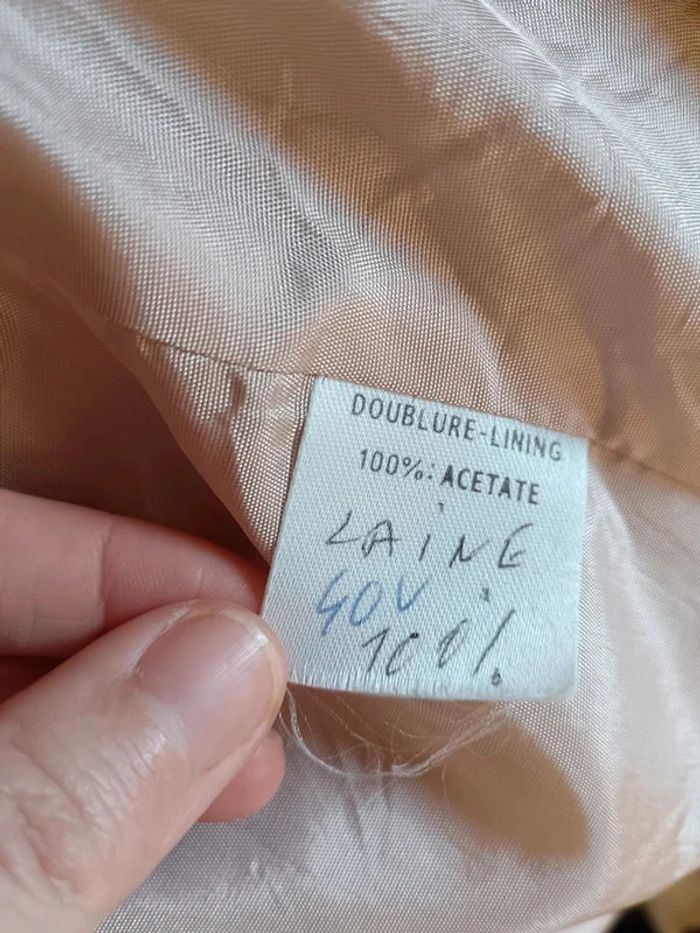 DOUBLURE-LINING
100%: ACETATE
LAINE
40V
100%